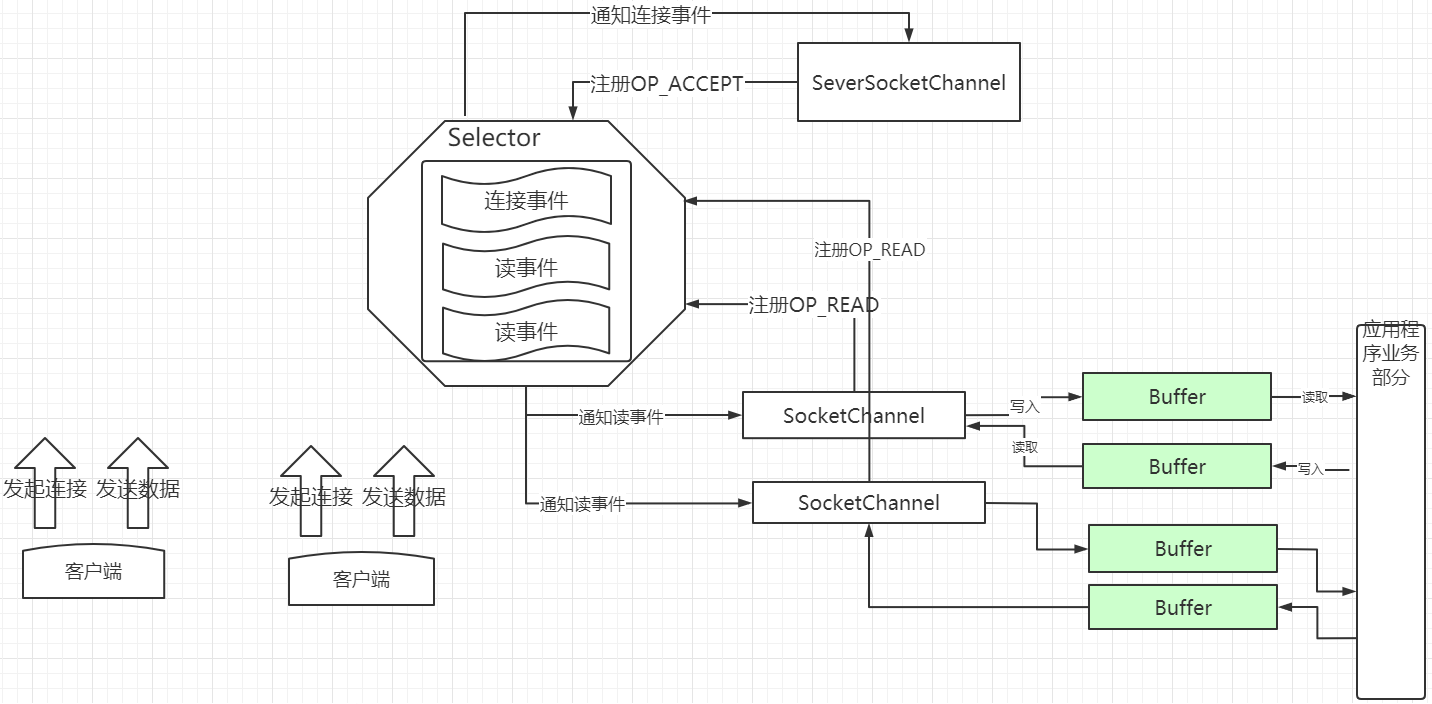 通知连接事件
注册OP_ACCEPT
SeverSocketChannel
Selector
连接事件
读事件
读事件
注册OP_READ
注册OP_READ
应用程
序业务
部分
通知读事件
SocketChannel
写入
Buffer
读取
读取
Buffer
写入
发起连接
发送数据
发起连接
发送数据
通知读事件
SocketChannel
Buffer
客户端
客户端
Buffer